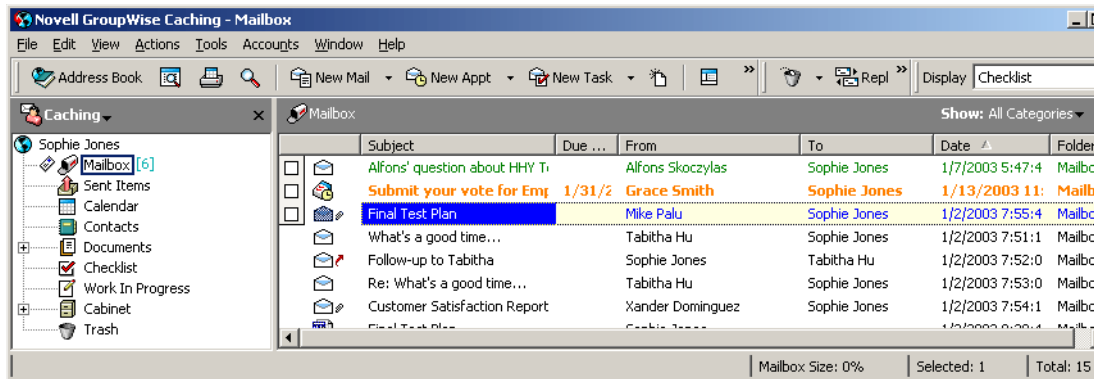 Novell GroupWise Caching - Mailbox
File Edit View Actions Tools Accounts Window Help
Address Book New Mail New Appt New Task » Repl » Display Checklist
Caching Mailbox Show: All Categories
Sophie Jones
Mailbox [6]
Sent Items
Calendar
Contacts
Documents
Checklist
Work In Progress
Cabinet
Trash
Subject Due ... From To Date Folder
Alfons' question about HHY Alfons Skoczylas Sophie Jones 1/7/2003 5:47:4 Mailbo
Submit your vote for Emp 1/31/2 Grace Smith Sophie Jones 1/13/2003 11: Mailb
Final Test Plan Mike Palu Sophie Jones 1/2/2003 7:55:4 Mailbo
What's a good time... Tabitha Hu Sophie Jones 1/2/2003 7:51:1 Mailbo
Follow-up to Tabitha Sophie Jones Tabitha Hu 1/2/2003 7:52:0 Mailbo
Re: What's a good time... Tabitha Hu Sophie Jones 1/2/2003 7:53:0 Mailbo
Customer Satisfaction Report Xander Dominguez Sophie Jones 1/2/2003 7:54:1 Mailbo
Mailbox Size: 0% Selected: 1 Total: 15